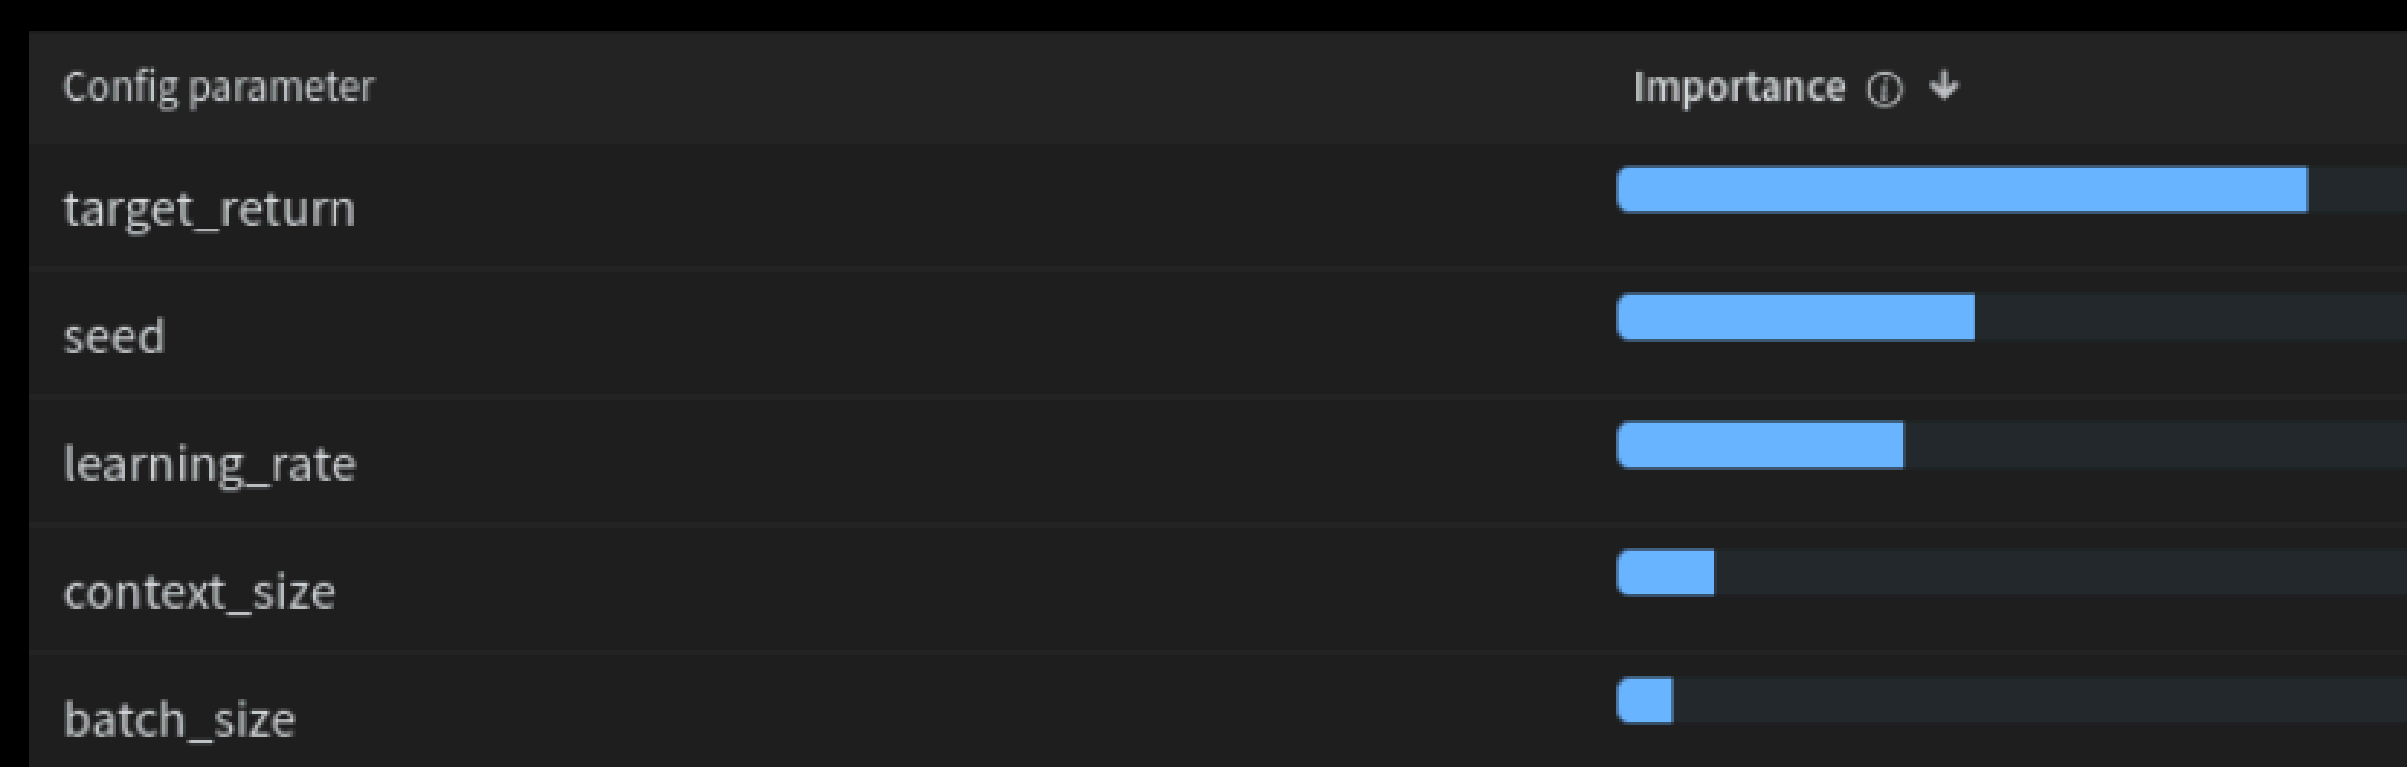 Config parameter Importance
target_return
seed
learning_rate
context_size
batch_size